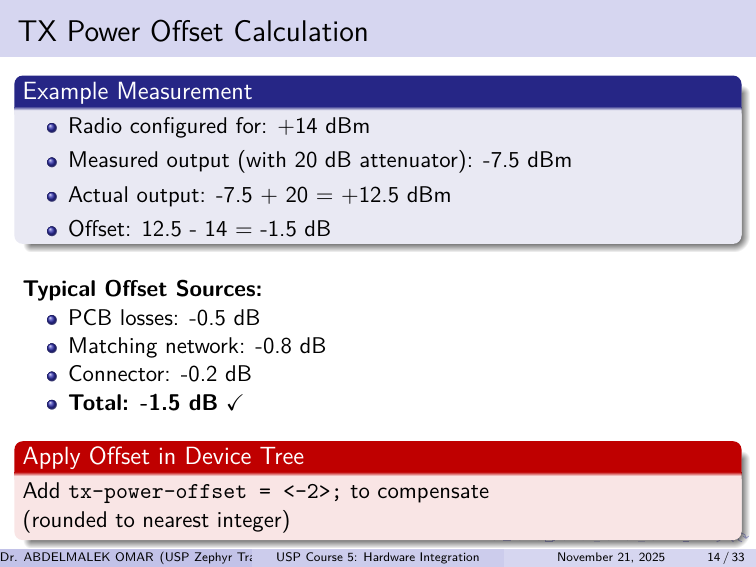 TX Power Offset Calculation
Example Measurement
Radio configured for: +14 dBm
Measured output (with 20 dB attenuator): -7.5 dBm
Actual output: -7.5 + 20 = +12.5 dBm
Offset: 12.5 - 14 = -1.5 dB
Typical Offset Sources:
PCB losses: -0.5 dB
Matching network: -0.8 dB
Connector: -0.2 dB
Total: -1.5 dB ✓
Apply Offset in Device Tree
Add tx-power-offset = <-2>; to compensate
(rounded to nearest integer)
Dr. ABDELMALEK OMAR (USP Zephyr Tra USP Course 5: Hardware Integration November 21, 2025 14 / 33